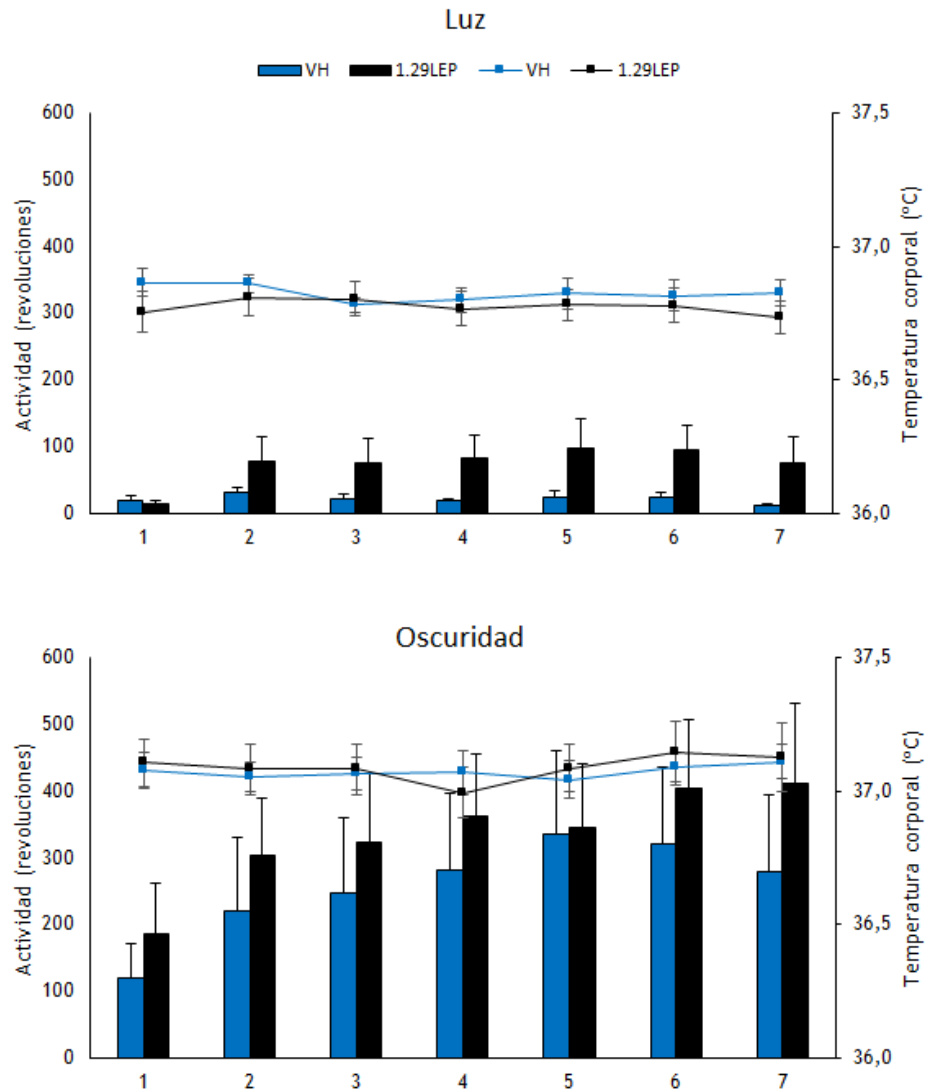 Luz
VH 1.29LEP VH 1.29LEP
Actividad (revoluciones)
600
500
400
300
200
100
0
37,5
37,0
36,5
36,0
Temperatura corporal (ºC)
1 2 3 4 5 6 7
Oscuridad
Actividad (revoluciones)
600
500
400
300
200
100
0
37,5
37,0
36,5
36,0
Temperatura corporal (ºC)
1 2 3 4 5 6 7